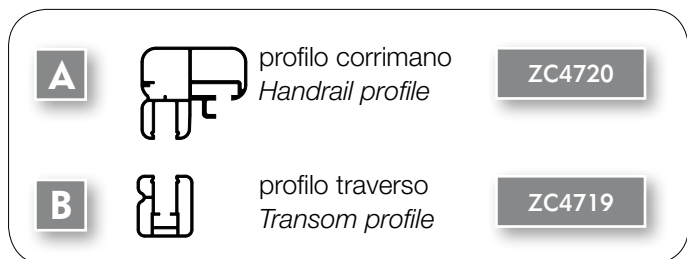 A
profilo corrimano
Handrail profile
ZC4720
B
profilo traverso
Transom profile
ZC4719